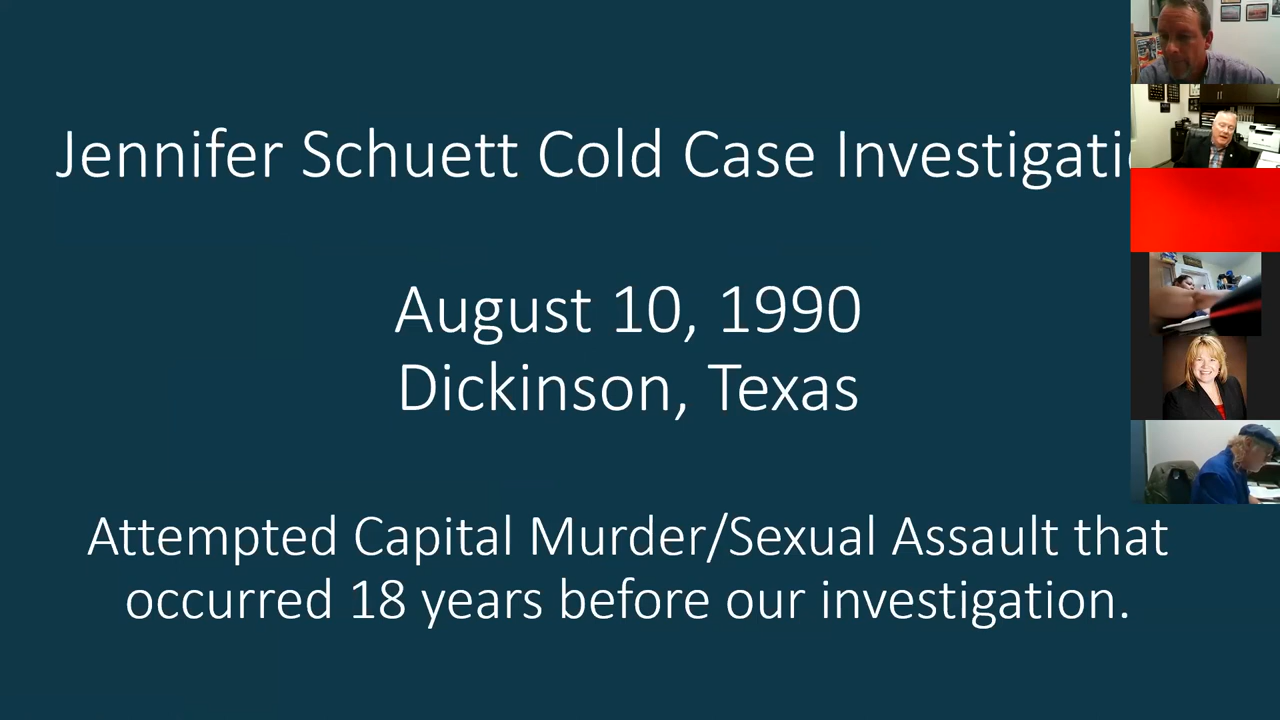 Jennifer Schuett Cold Case Investigati
August 10, 1990
Dickinson, Texas
Attempted Capital Murder/Sexual Assault that
occurred 18 years before our investigation.